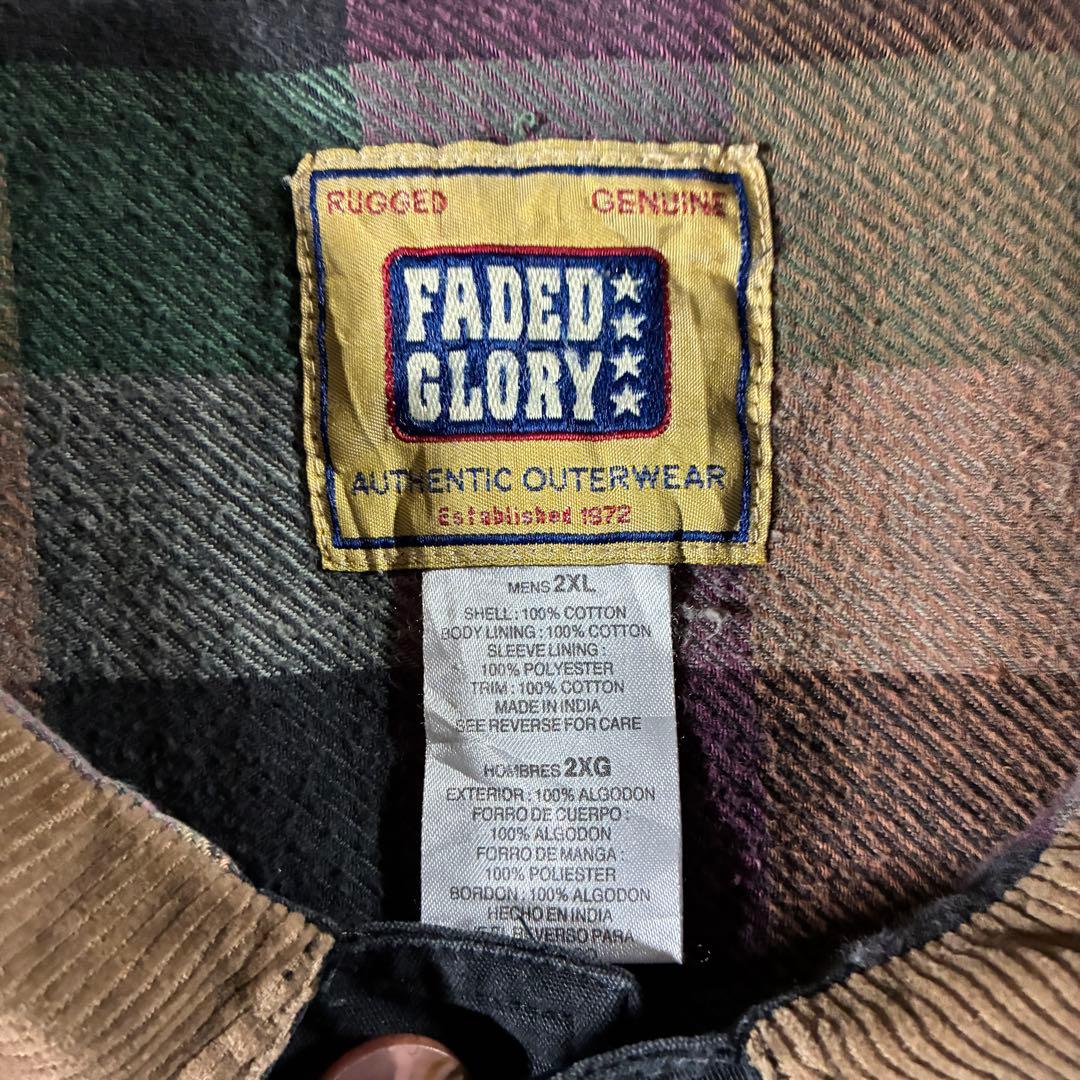 RUGGED GENUINE
FADED
GLORY
AUTHENTIC OUTERWEAR
Established 1972
MENS 2XL
SHELL : 100% COTTON
BODY LINING : 100% COTTON
SLEEVE LINING :
100% POLYESTER
TRIM : 100% COTTON
MADE IN INDIA
SEE REVERSE FOR CARE
HOMBRES 2XG
EXTERIOR : 100% ALGODON
FORRO DE CUERPO :
100% ALGODON
FORRO DE MANGA :
100% POLIESTER
BORDON : 100% ALGODON
HECHO EN INDIA
REVERSO PARA